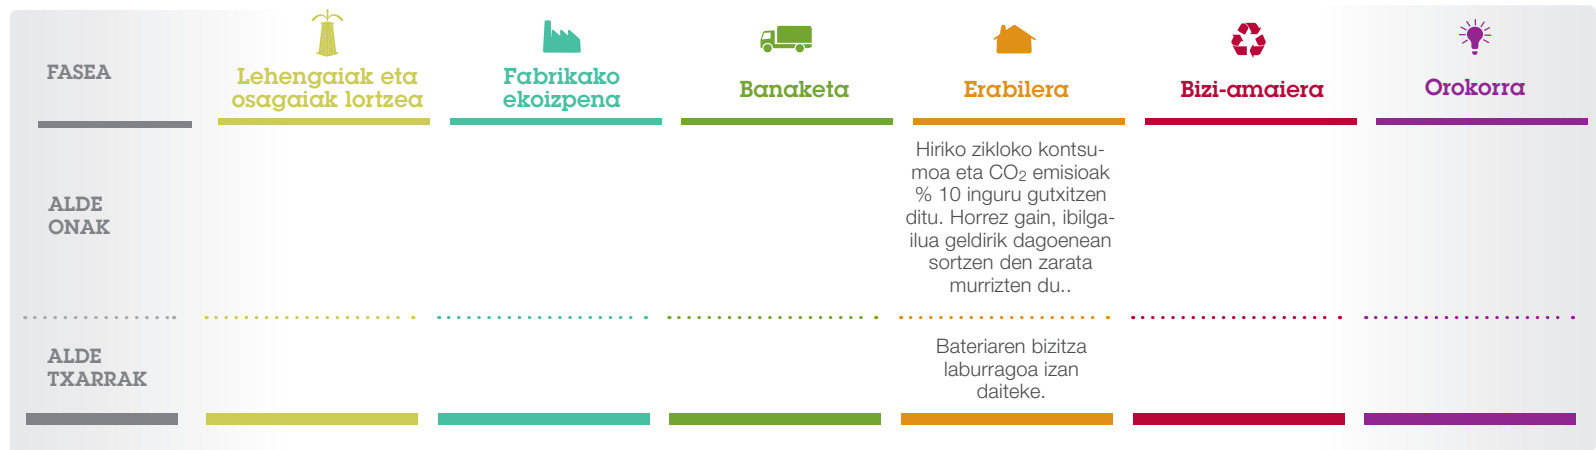 FASEA
Lehengaiak eta
osagaiak lortzea
Fabrikako
ekoizpena
Banaketa
Erabilera
Bizi-amaiera
Orokorra
ALDE
ONAK
Hiriko zikloko kontsu-
moa eta CO₂ emisioak
% 10 inguru gutxitzen
ditu. Horrez gain, ibilga-
ilua geldirik dagoenean
sortzen den zarata
murrizten du..
ALDE
TXARRAK
Bateriaren bizitza
laburragoa izan
daiteke.